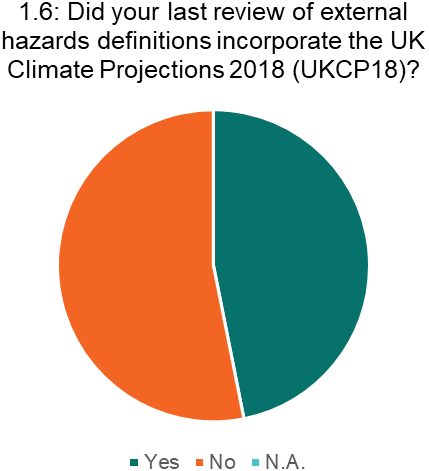 1.6: Did your last review of external
hazards definitions incorporate the UK
Climate Projections 2018 (UKCP18)?
Yes No N.A.